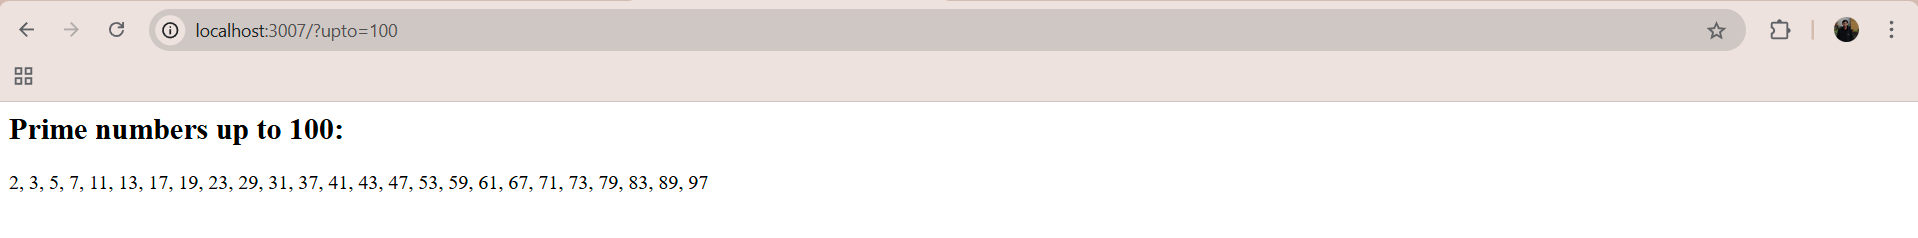 localhost:3007/?upto=100
Prime numbers up to 100:
2, 3, 5, 7, 11, 13, 17, 19, 23, 29, 31, 37, 41, 43, 47, 53, 59, 61, 67, 71, 73, 79, 83, 89, 97